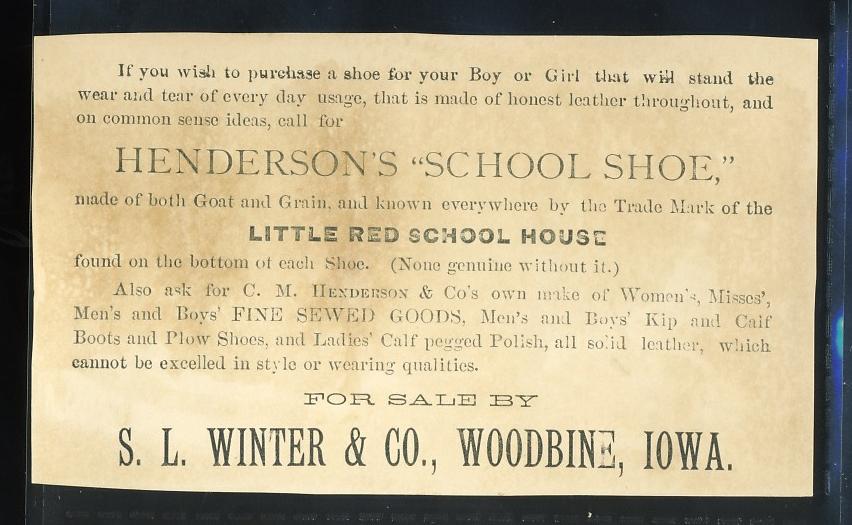 If you wish to purchase a shoe for your Boy or Girl that will stand the
wear and tear of every day usage, that is made of honest leather throughout, and
on common sense ideas, call for
HENDERSON'S "SCHOOL SHOE,"
made of both Goat and Grain, and known everywhere by the Trade Mark of the
LITTLE RED SCHOOL HOUSE
found on the bottom of each Shoe. (None genuine without it.)
Also ask for C. M. HENDERSON & Co's own make of Women's, Misses',
Men's and Boys' FINE SEWED GOODS, Men's and Boys' Kip and Calf
Boots and Plow Shoes, and Ladies' Calf pegged Polish, all solid leather, which
cannot be excelled in style or wearing qualities.
FOR SALE BY
S. L. WINTER & CO., WOODBINE, IOWA.